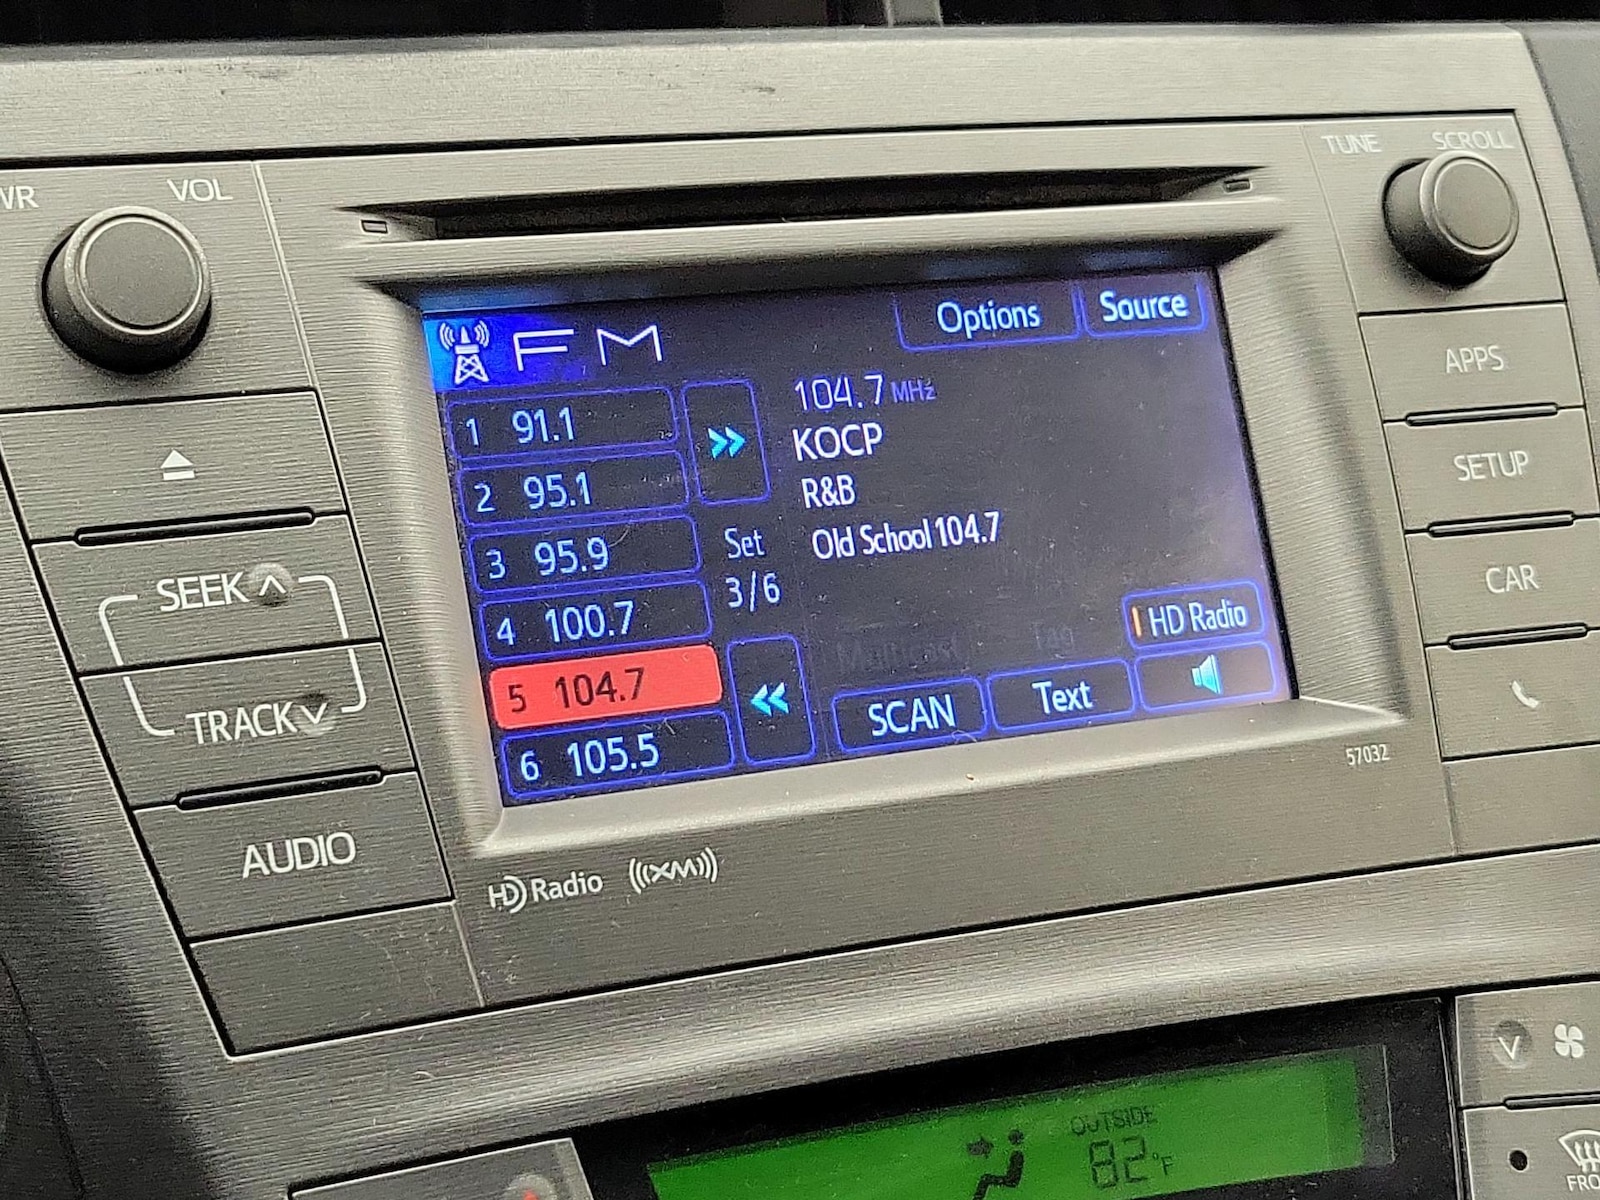 VOL
TUNE SCROLL
FM
Options
Source
1 91.1
2 95.1
3 95.9
4 100.7
5 104.7
6 105.5
Set
3/6
104.7 MHz
KOCP
R&B
Old School 104.7
Multicast
Tag
HD Radio
SCAN
Text
SEEK
TRACK
AUDIO
APPS
SETUP
CAR
57032
HD Radio ((XM))
OUTSIDE
82°F